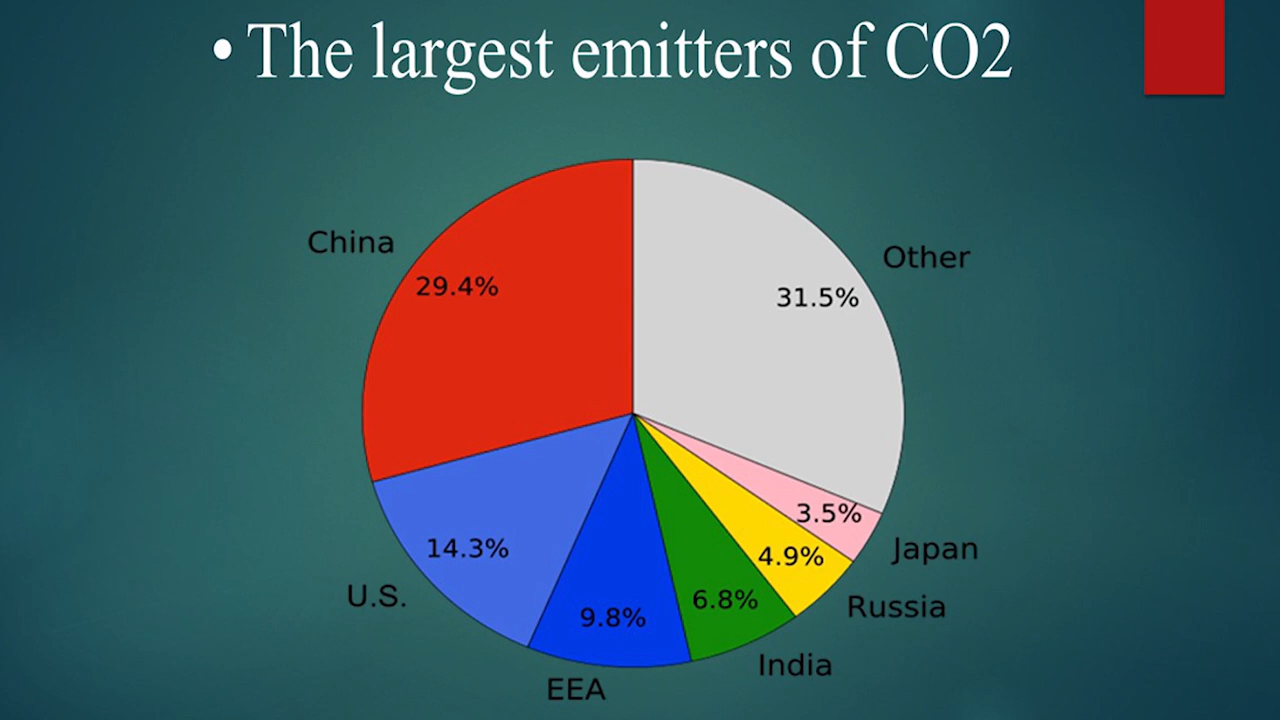 • The largest emitters of CO2
China
Other
29.4%
31.5%
3.5%
Japan
14.3%
4.9%
U.S.
6.8%
Russia
9.8%
India
EEA